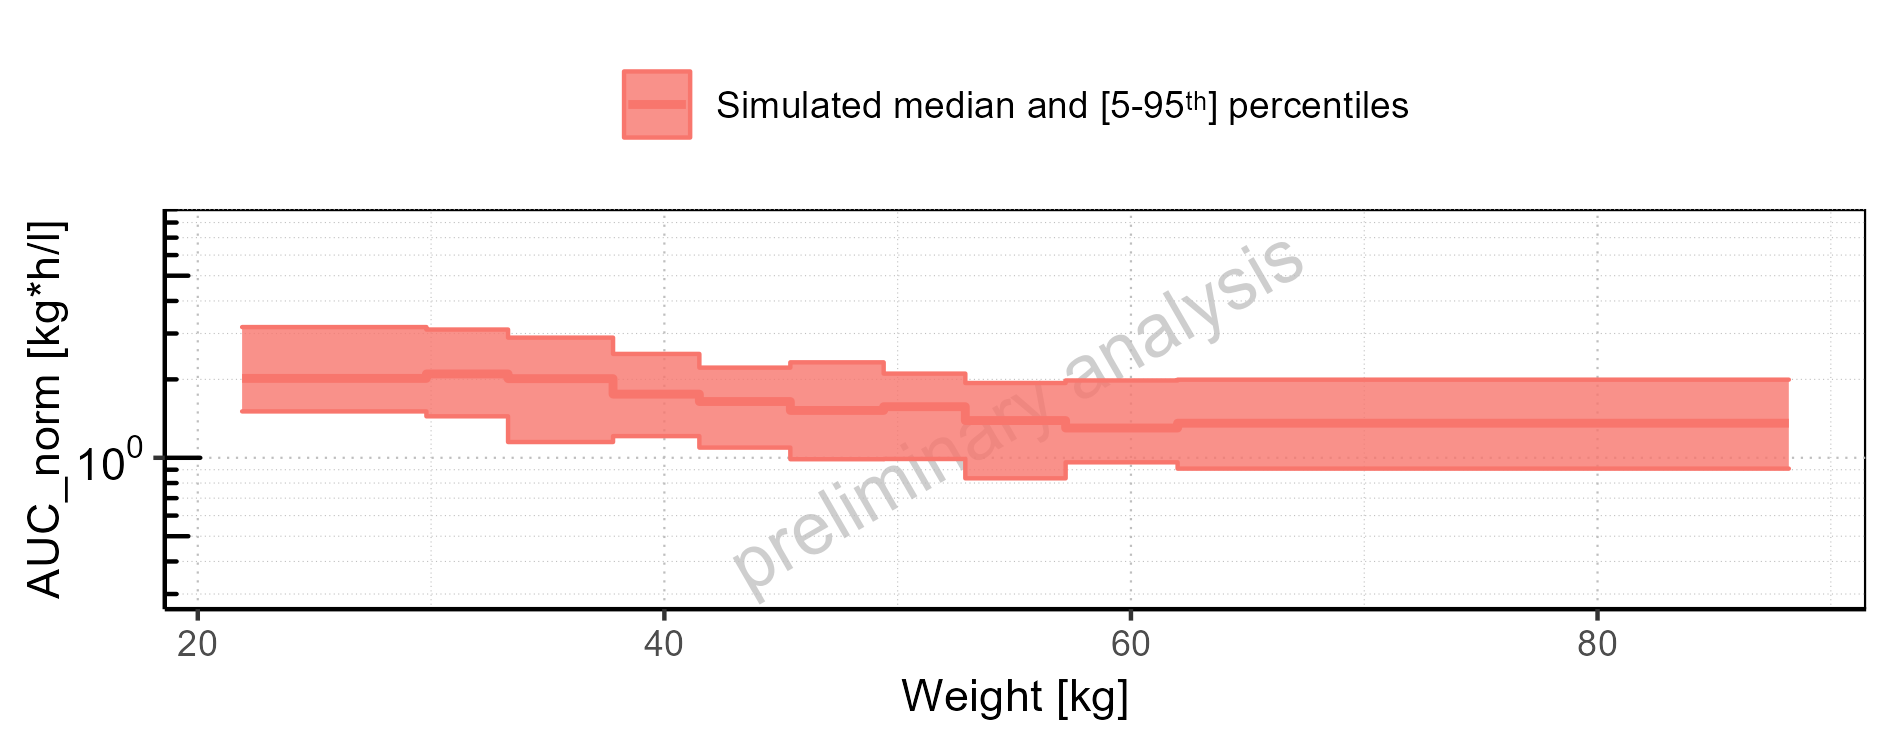 Simulated median and [5-95th] percentiles
AUC_norm [kg*h/l]
10^0
preliminary analysis
20 40 60 80
Weight [kg]